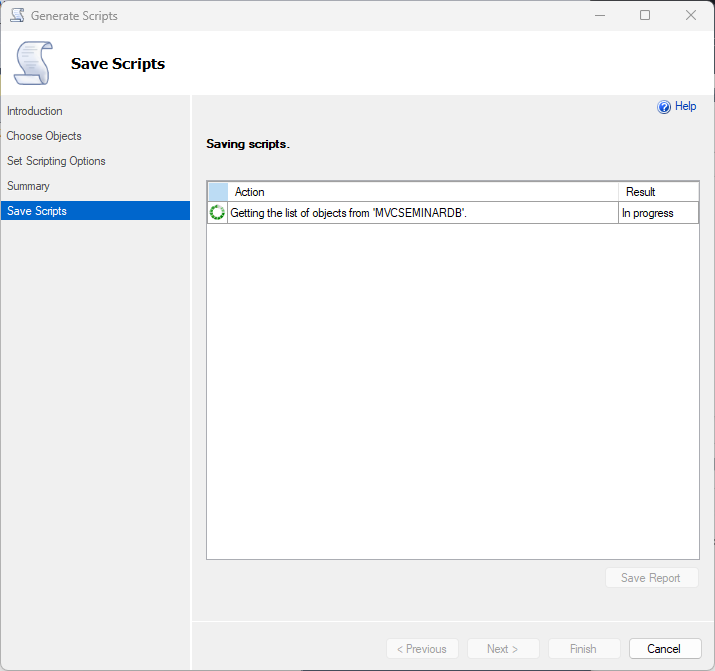 Generate Scripts
Save Scripts
Help
Introduction
Choose Objects
Set Scripting Options
Summary
Save Scripts
Saving scripts.
Action Result
Getting the list of objects from 'MVCSEMINARDB'. In progress
Save Report
< Previous Next > Finish Cancel